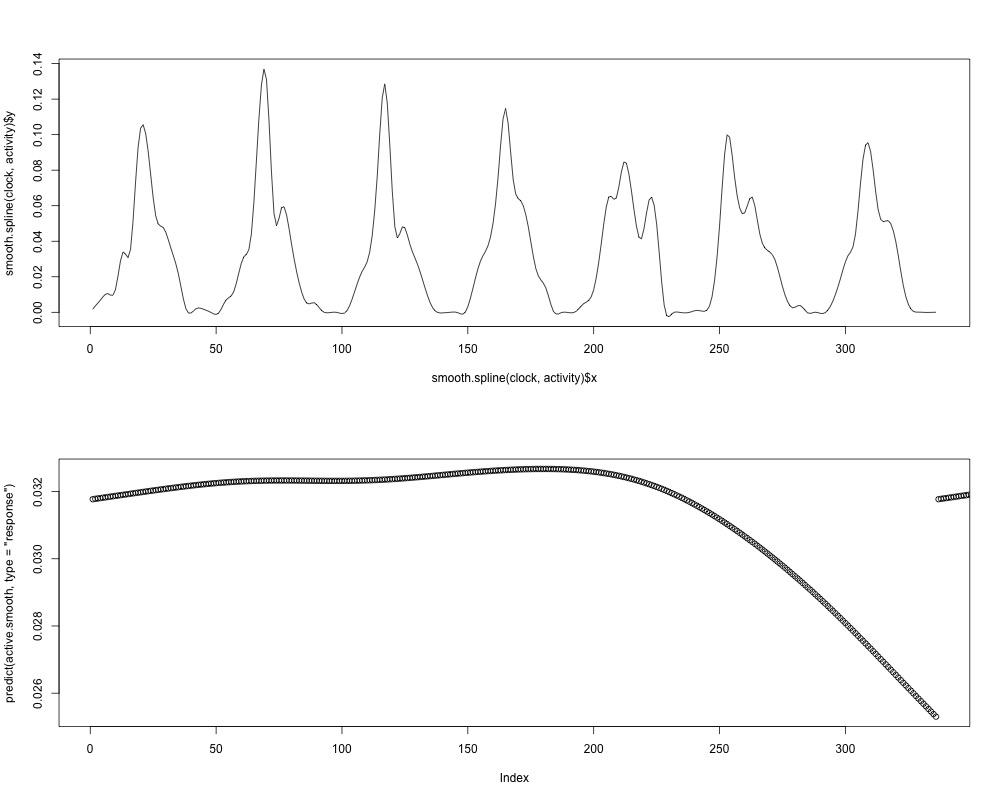 smooth.spline(clock, activity)$y
0.00 0.02 0.04 0.06 0.08 0.10 0.12 0.14
0 50 100 150 200 250 300
smooth.spline(clock, activity)$x
predict(active.smooth, type = "response")
0.026 0.028 0.030 0.032
0 50 100 150 200 250 300
Index